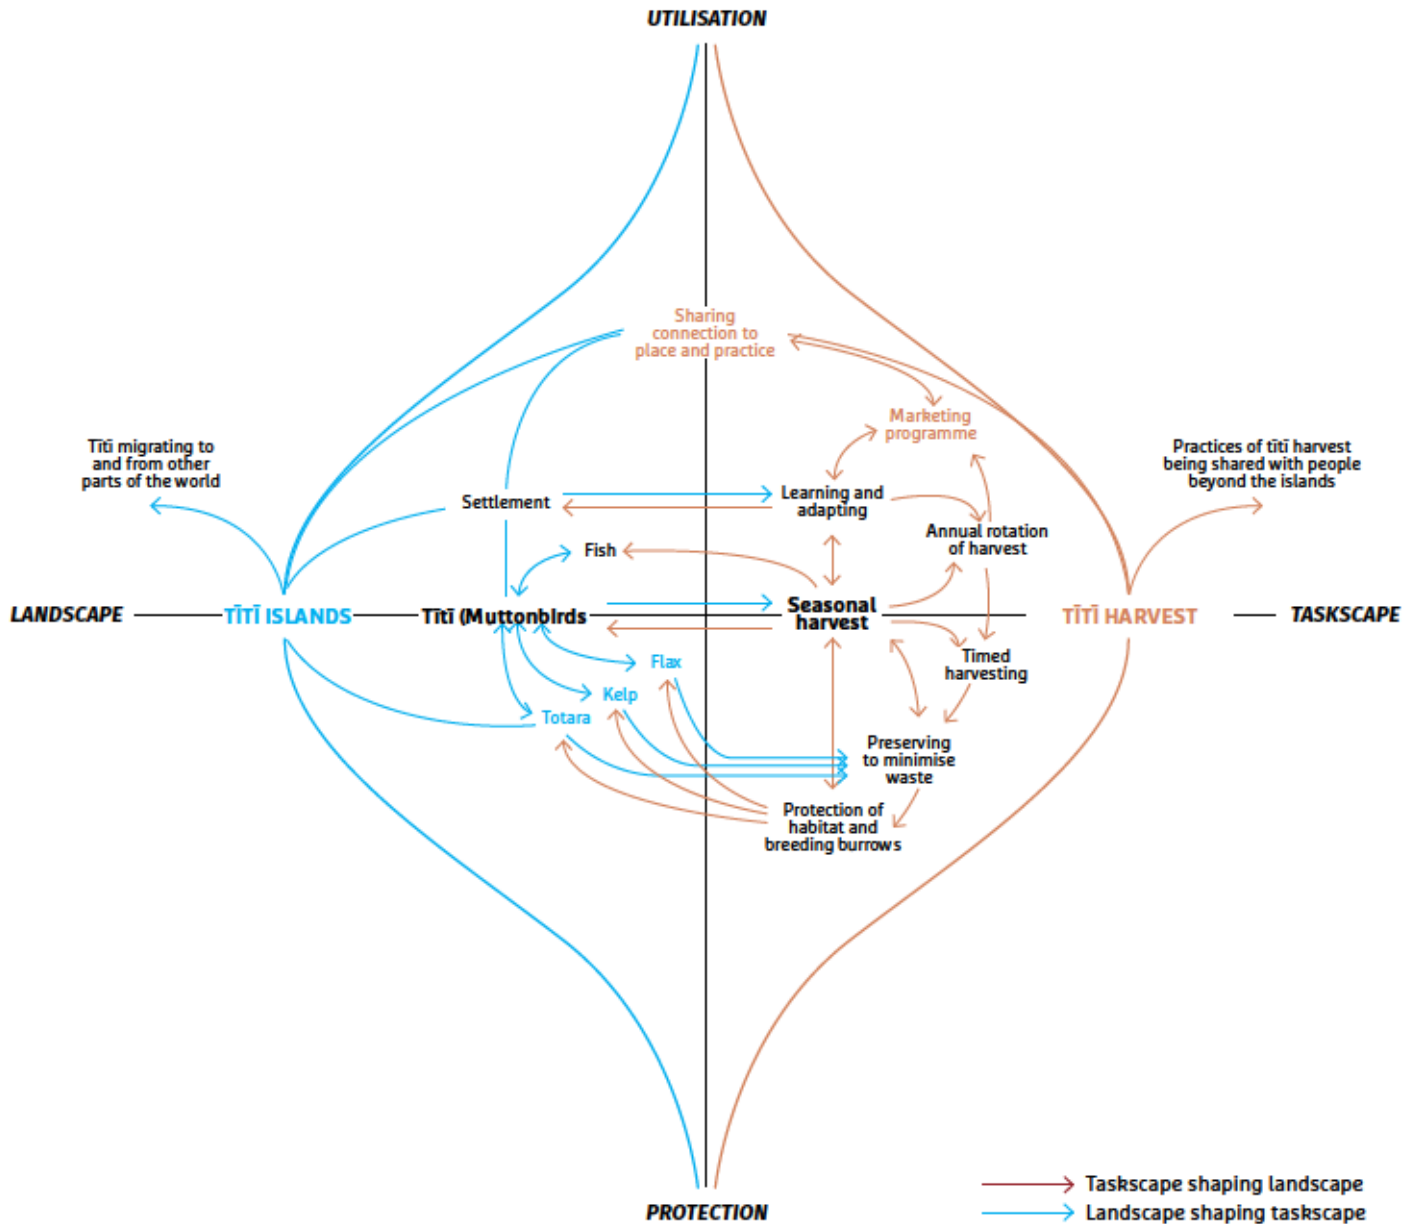 UTILISATION
Sharing
connection to
place and practice
Marketing
programme
Tītī migrating to
and from other
parts of the world
Practices of tītī harvest
being shared with people
beyond the islands
Settlement
Learning and
adapting
Annual rotation
of harvest
Fish
LANDSCAPE
TĪTĪ ISLANDS
Tītī (Muttonbirds
Seasonal
harvest
TĪTĪ HARVEST
TASKSCAPE
Flax
Kelp
Totara
Timed
harvesting
Preserving
to minimise
waste
Protection of
habitat and
breeding burrows
PROTECTION
Taskscape shaping landscape
Landscape shaping taskscape